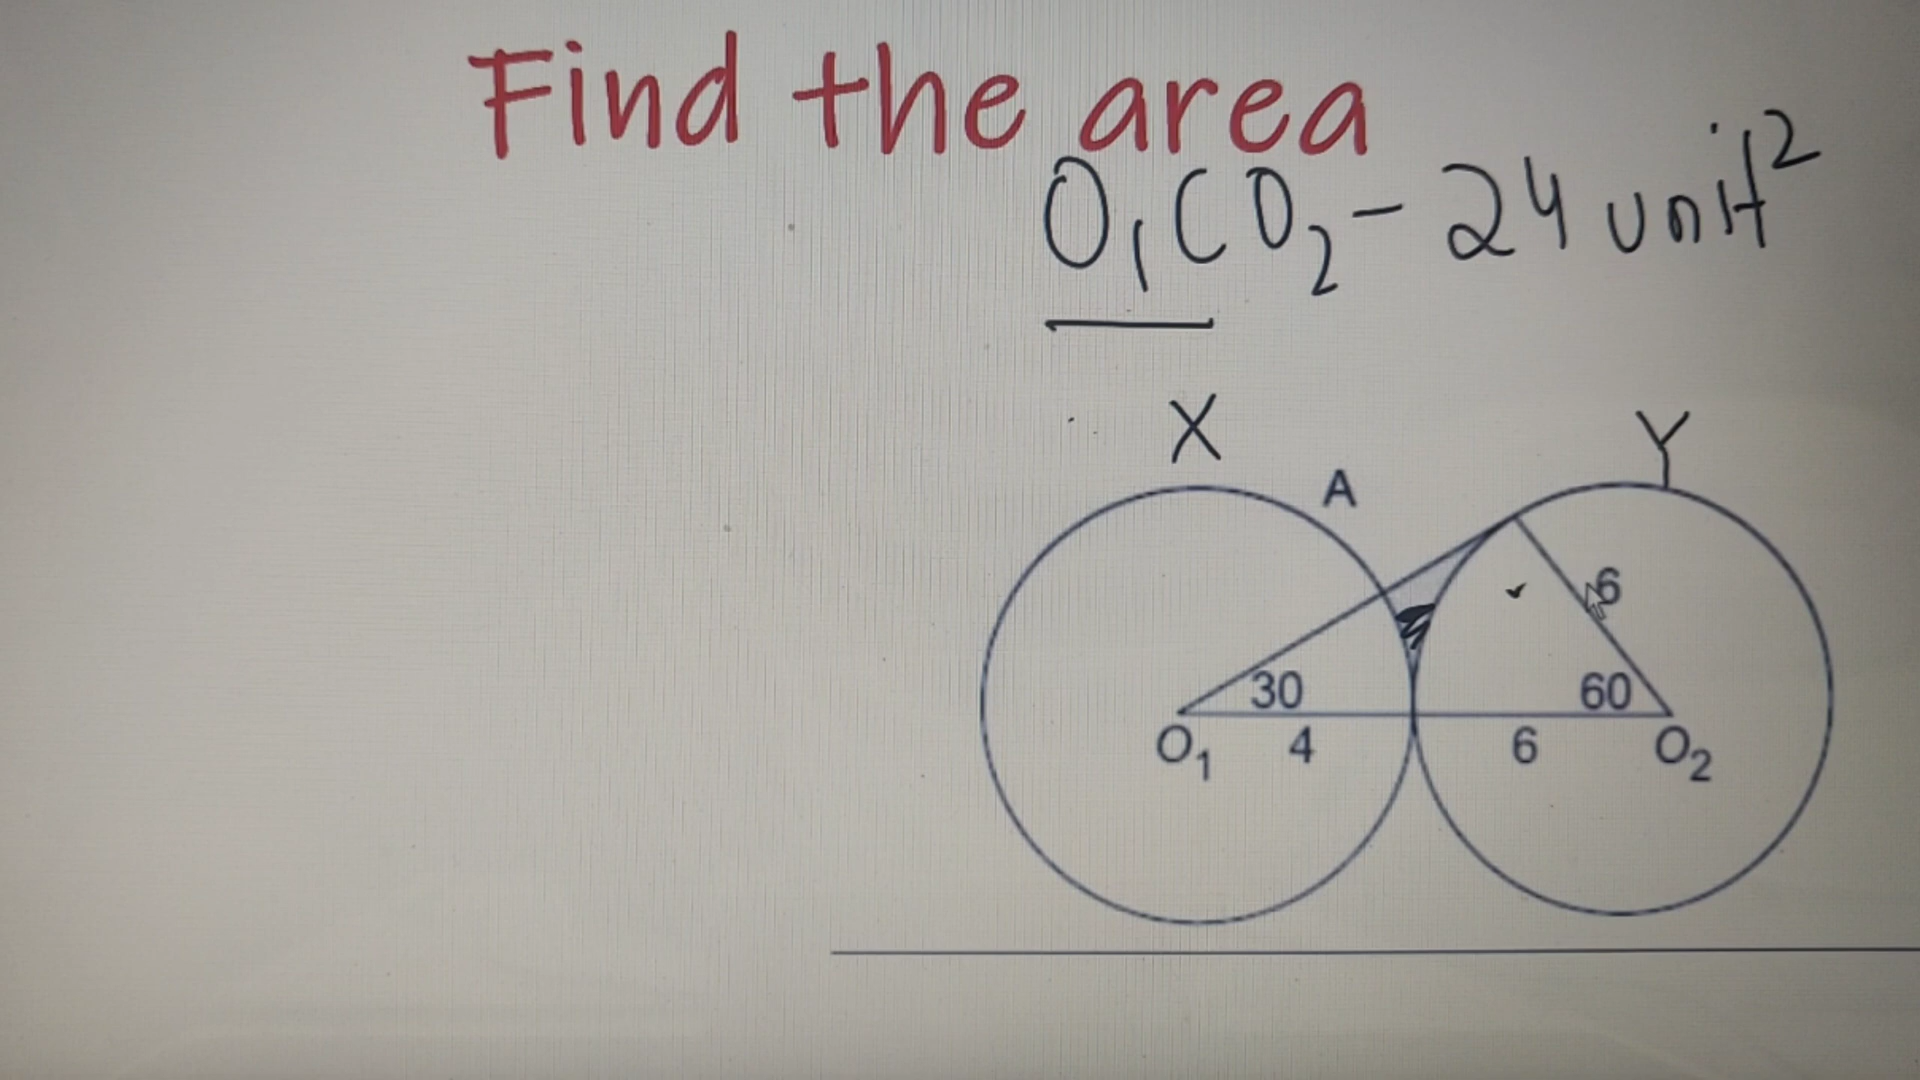 Find the area
O₁CO₂ - 24 unit²
X
Y
A
6
30
60
O₁
4
6
O₂